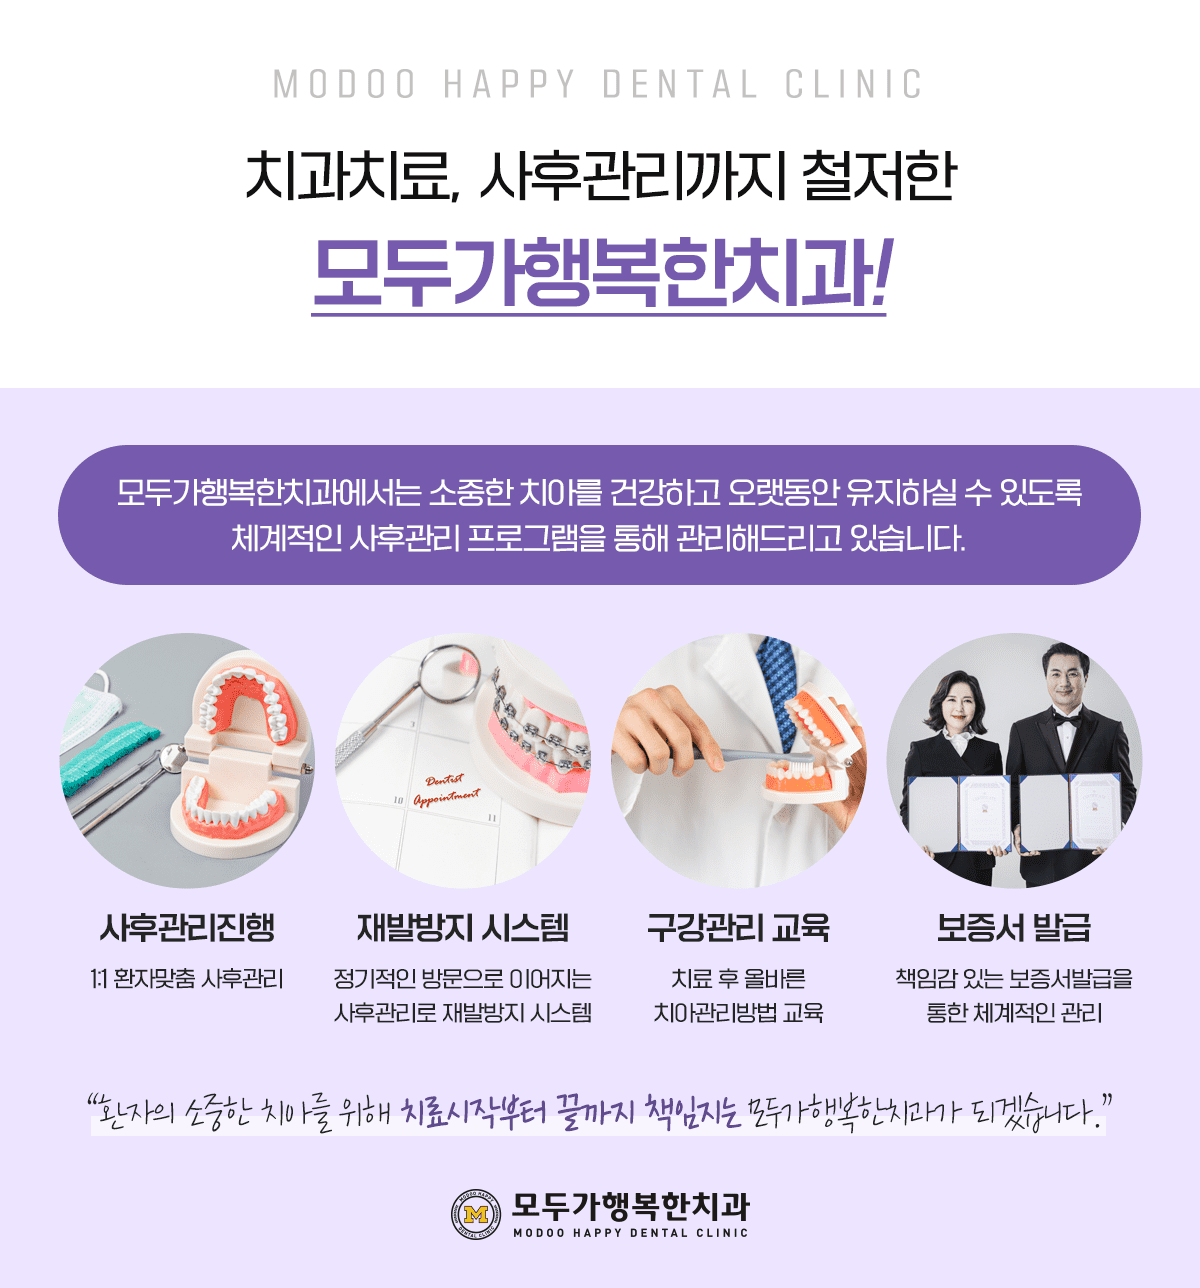 MODOO HAPPY DENTAL CLINIC
치과치료, 사후관리까지 철저한
모두가행복한치과!
모두가행복한치과에서는 소중한 치아를 건강하고 오랫동안 유지하실 수 있도록
체계적인 사후관리 프로그램을 통해 관리해드리고 있습니다.
3
Dentist
10 Appointment
11
사후관리진행
1:1 환자맞춤 사후관리
재발방지 시스템
정기적인 방문으로 이어지는
사후관리로 재발방지 시스템
구강관리 교육
치료 후 올바른
치아관리방법 교육
보증서 발급
책임감 있는 보증서발급을
통한 체계적인 관리
“환자의 소중한 치아를 위해 치료시작부터 끝까지 책임지는 모두가행복한치과가 되겠습니다.”
MODOO HAPPY
M
DENTAL CLINIC
모두가행복한치과
MODOO HAPPY DENTAL CLINIC